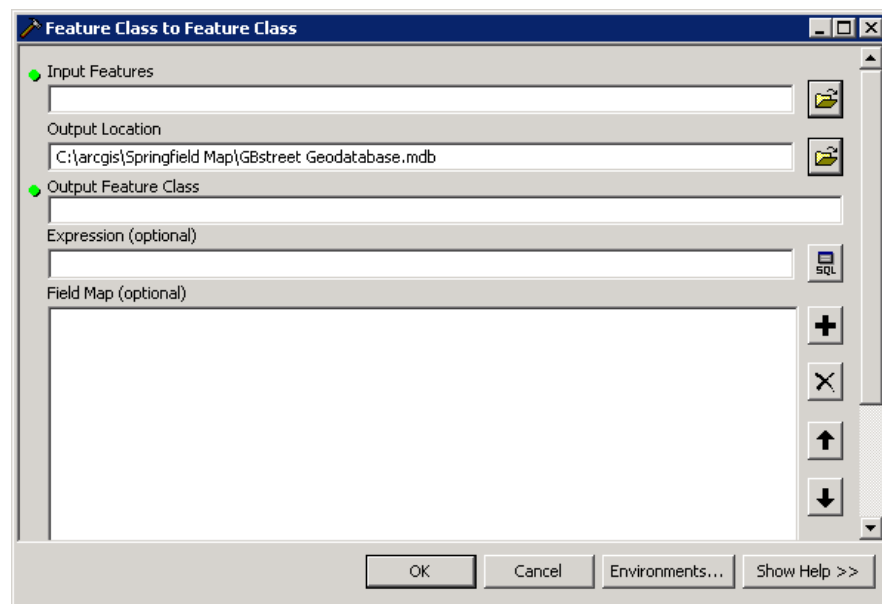 Feature Class to Feature Class
Input Features
Output Location
C:\arcgis\Springfield Map\GBstreet Geodatabase.mdb
Output Feature Class
Expression (optional)
SQL
Field Map (optional)
OK Cancel Environments... Show Help >>